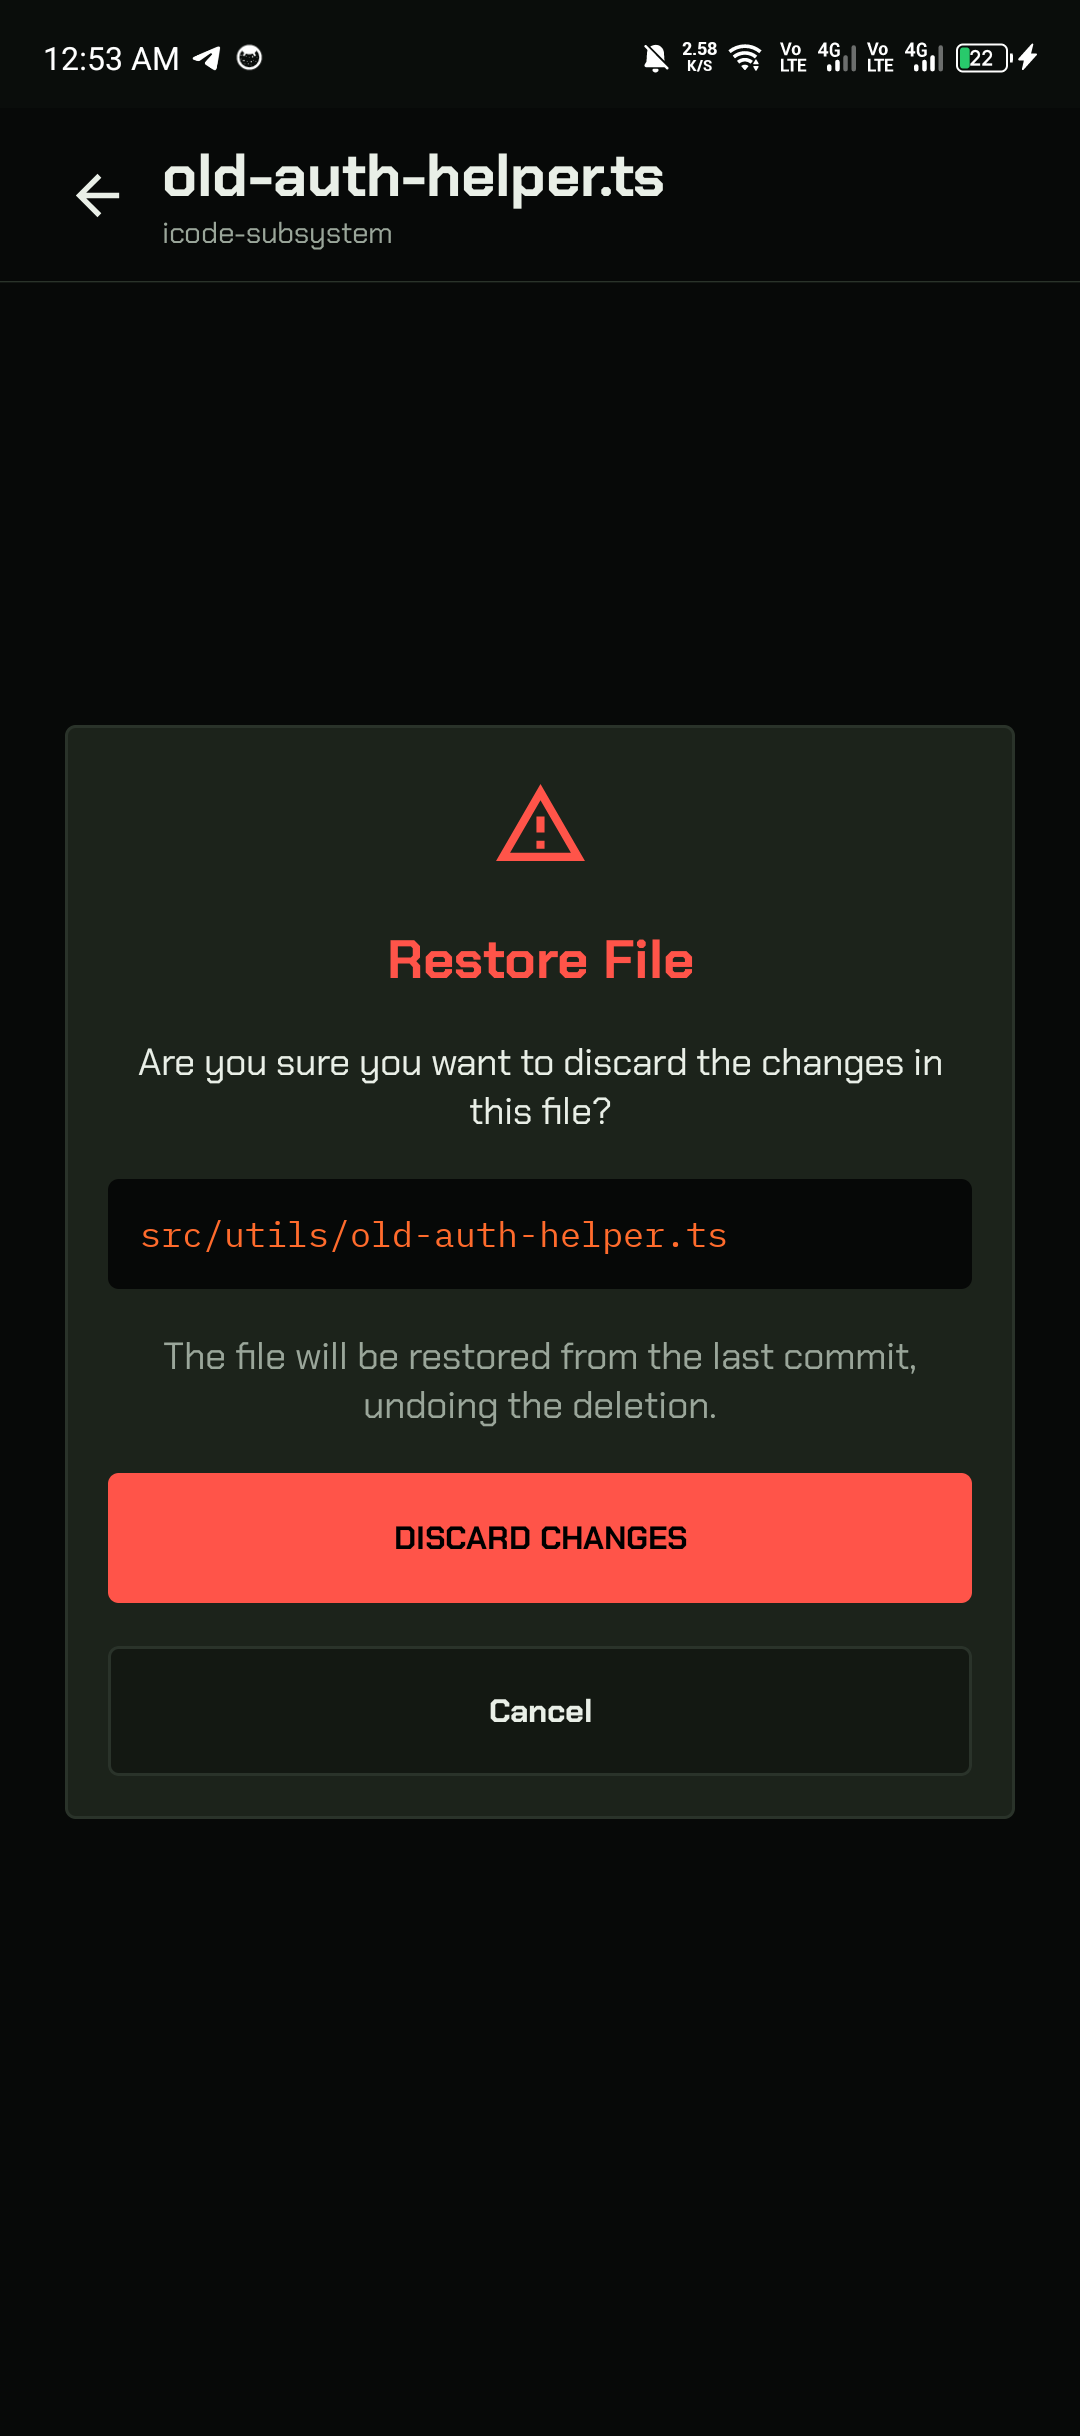 12:53 AM
2.58 K/S
Vo LTE
4G
Vo LTE
4G
22
old-auth-helper.ts
icode-subsystem
Restore File
Are you sure you want to discard the changes in
this file?
src/utils/old-auth-helper.ts
The file will be restored from the last commit,
undoing the deletion.
DISCARD CHANGES
Cancel